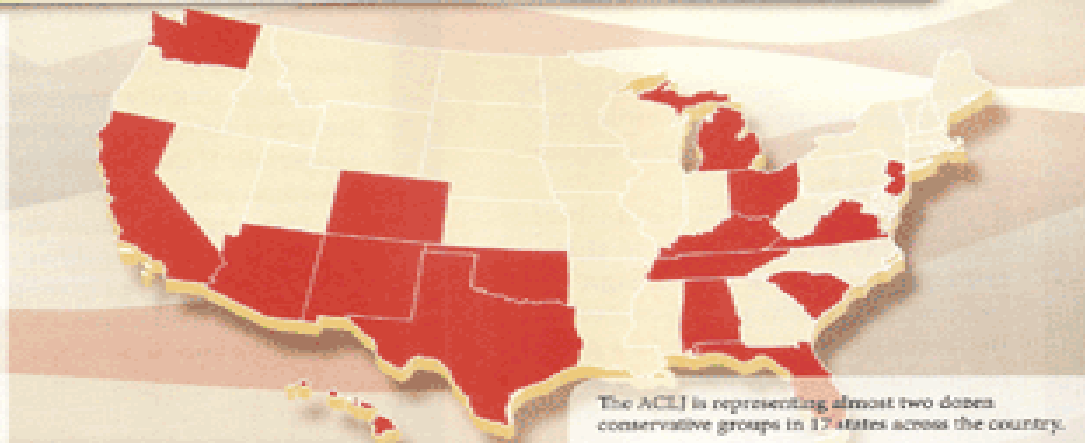 The ACLJ is representing almost two dozen
conservative groups in 17 states across the country.